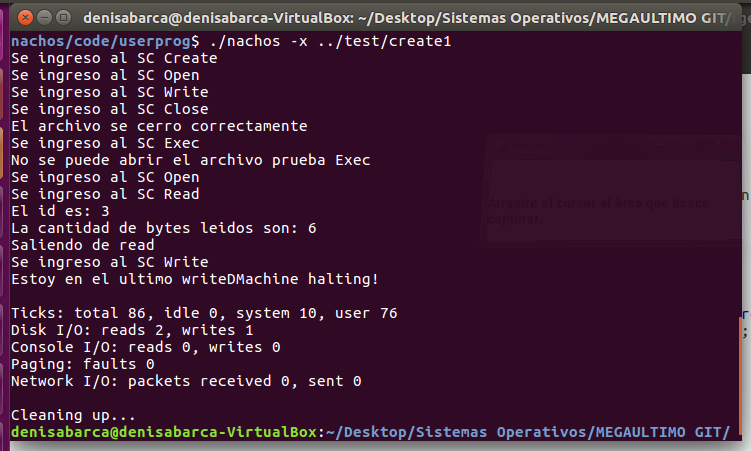 denisabarca@denisabarca-VirtualBox: ~/Desktop/Sistemas Operativos/MEGAULTIMO GIT/
nachos/code/userprog$ ./nachos -x ../test/create1
Se ingreso al SC Create
Se ingreso al SC Open
Se ingreso al SC Write
Se ingreso al SC Close
El archivo se cerro correctamente
Se ingreso al SC Exec
No se puede abrir el archivo prueba Exec
Se ingreso al SC Open
Se ingreso al SC Read
El id es: 3
La cantidad de bytes leidos son: 6
Saliendo de read
Se ingreso al SC Write
Estoy en el ultimo writeDMachine halting!
Ticks: total 86, idle 0, system 10, user 76
Disk I/O: reads 2, writes 1
Console I/O: reads 0, writes 0
Paging: faults 0
Network I/O: packets received 0, sent 0
Cleaning up...
denisabarca@denisabarca-VirtualBox:~/Desktop/Sistemas Operativos/MEGAULTIMO GIT/
Arrastre el cursor al área que desee
capturar.